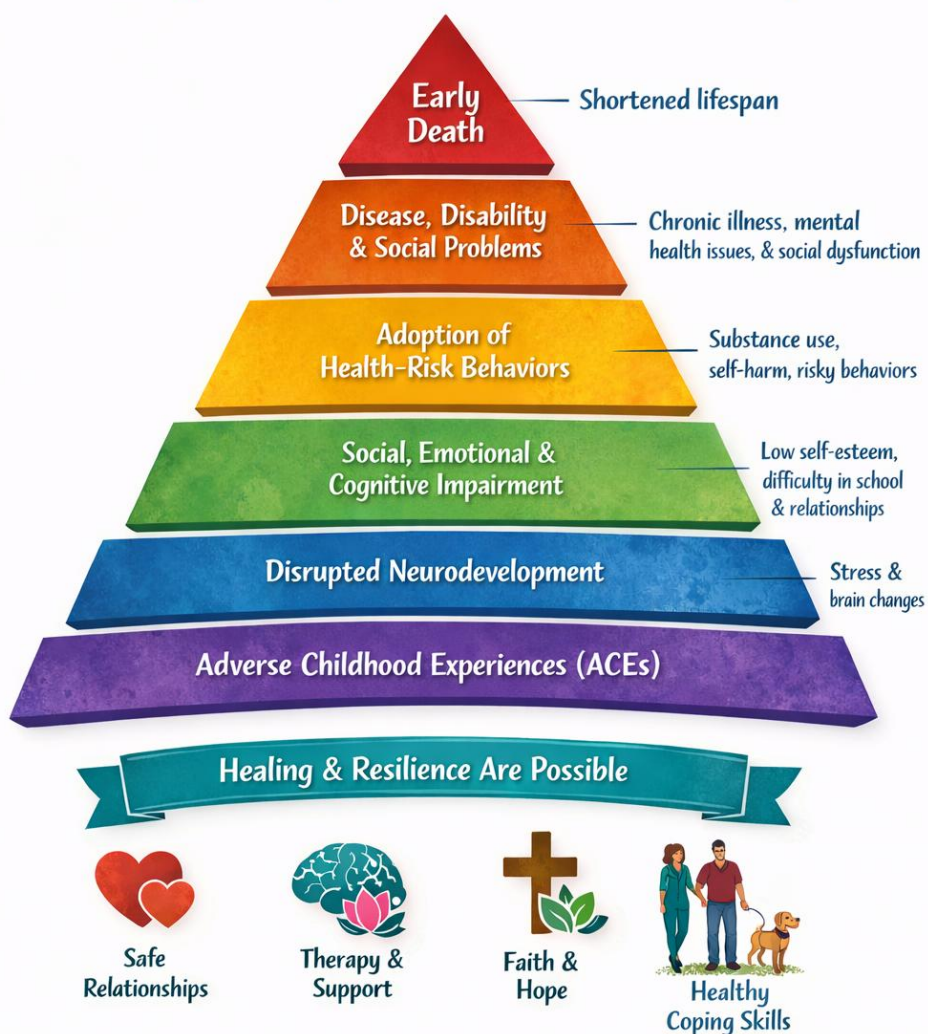 Early
Death
Shortened lifespan
Disease, Disability
& Social Problems
Chronic illness, mental
health issues, & social dysfunction
Adoption of
Health-Risk Behaviors
Substance use,
self-harm, risky behaviors
Social, Emotional &
Cognitive Impairment
Low self-esteem,
difficulty in school
& relationships
Disrupted Neurodevelopment
Stress &
brain changes
Adverse Childhood Experiences (ACEs)
Healing & Resilience Are Possible
Safe
Relationships
Therapy &
Support
Faith &
Hope
Healthy
Coping Skills